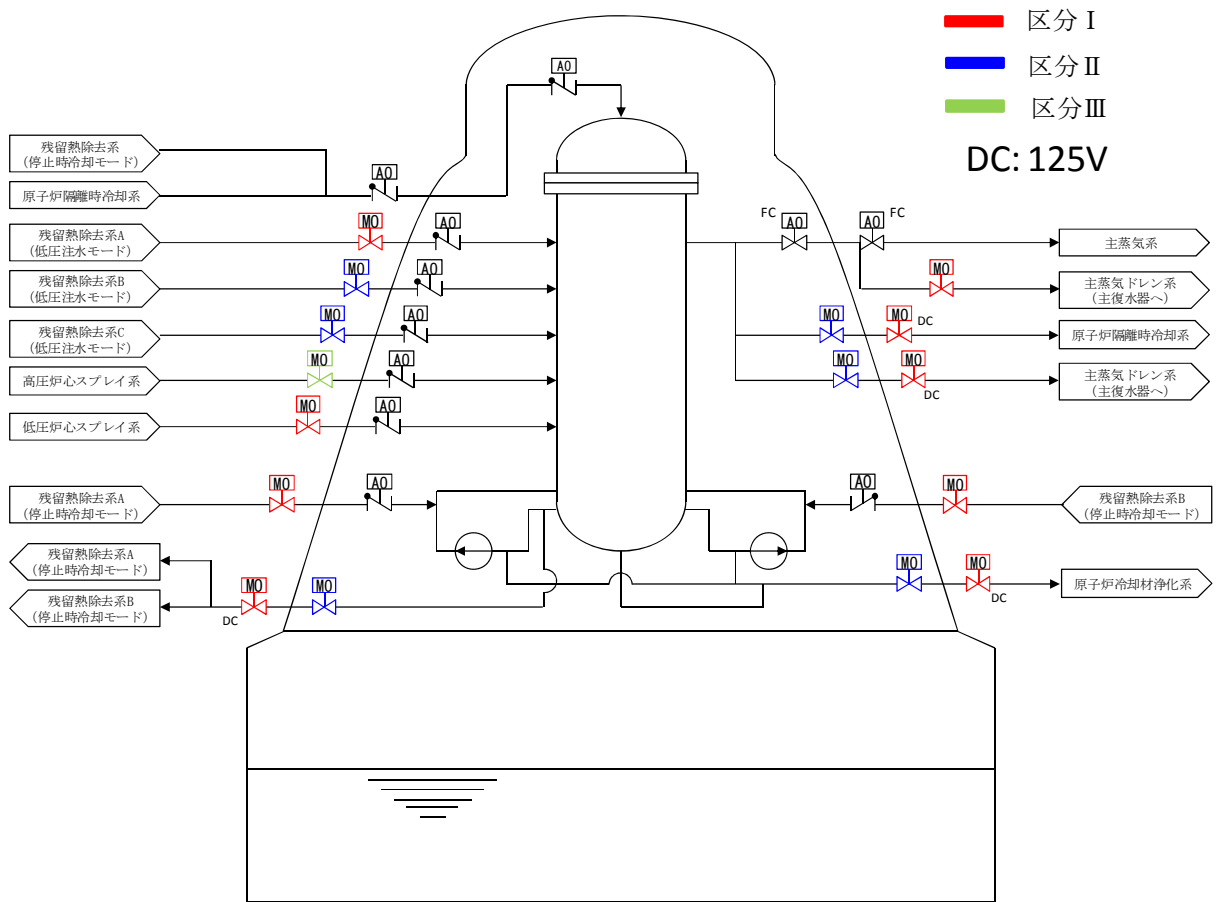 区分Ⅰ
区分Ⅱ
区分Ⅲ
DC: 125V
AO
残留熱除去系
(停止時冷却モード)
原子炉隔離時冷却系
AO
残留熱除去系A
(低圧注水モード)
MO
AO
残留熱除去系B
(低圧注水モード)
MO
AO
残留熱除去系C
(低圧注水モード)
MO
AO
高圧炉心スプレイ系
MO
AO
低圧炉心スプレイ系
MO
AO
残留熱除去系A
(停止時冷却モード)
MO
AO
残留熱除去系A
(停止時冷却モード)
残留熱除去系B
(停止時冷却モード)
MO
DC
MO
FC
AO
AO
FC
主蒸気系
MO
主蒸気ドレン系
(主復水器へ)
MO
MO
DC
原子炉隔離時冷却系
MO
MO
DC
主蒸気ドレン系
(主復水器へ)
AO
MO
残留熱除去系B
(停止時冷却モード)
MO
MO
DC
原子炉冷却材浄化系